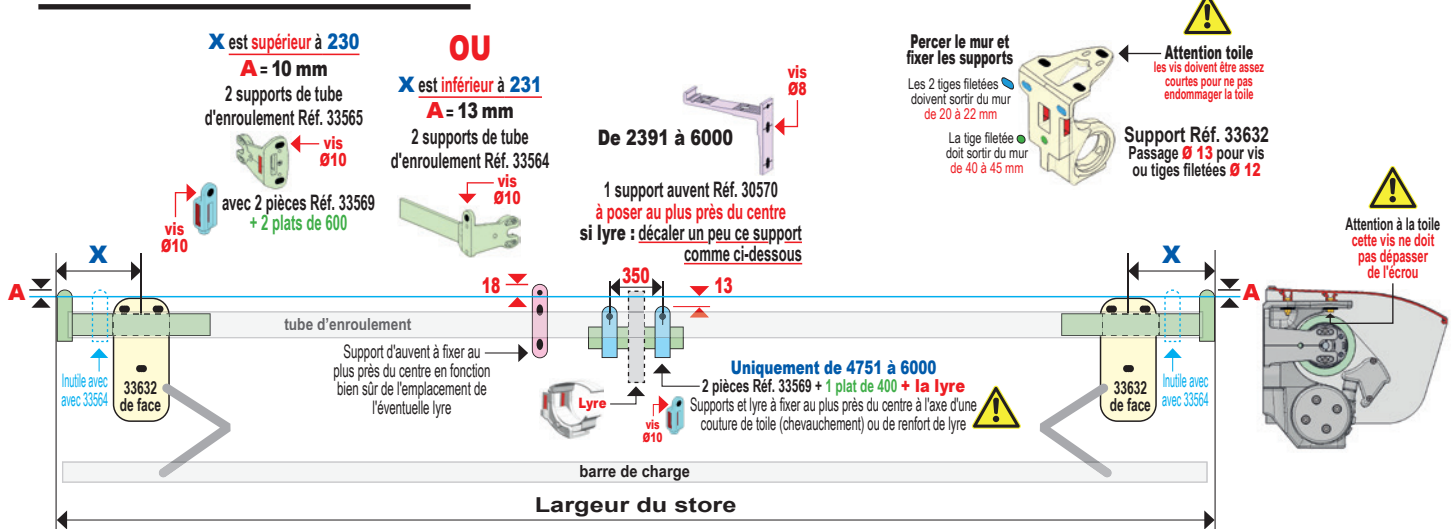 X est supérieur à 230
A = 10 mm
2 supports de tube
d'enroulement Réf. 33565
vis
Ø10
vis
Ø10
avec 2 pièces Réf. 33569
+ 2 plats de 600
OU
X est inférieur à 231
A = 13 mm
2 supports de tube
d'enroulement Réf. 33564
vis
Ø10
vis
Ø8
De 2391 à 6000
1 support auvent Réf. 30570
à poser au plus près du centre
si lyre : décaler un peu ce support
comme ci-dessous
Percer le mur et
fixer les supports
Les 2 tiges filetées
doivent sortir du mur
de 20 à 22 mm
La tige filetée
doit sortir du mur
de 40 à 45 mm
Attention toile
les vis doivent être assez
courtes pour ne pas
endommager la toile
Support Réf. 33632
Passage Ø 13 pour vis
ou tiges filetées Ø 12
Attention à la toile
cette vis ne doit
pas dépasser
de l'écrou
X
A
18
350
13
X
A
tube d'enroulement
Inutile avec
avec 33564
33632
de face
Support d'auvent à fixer au
plus près du centre en fonction
bien sûr de l'emplacement de
l'éventuelle lyre
Lyre
vis
Ø10
Uniquement de 4751 à 6000
2 pièces Réf. 33569 + 1 plat de 400 + la lyre
Supports et lyre à fixer au plus près du centre à l'axe d'une
couture de toile (chevauchement) ou de renfort de lyre
33632
de face
Inutile avec
avec 33564
barre de charge
Largeur du store